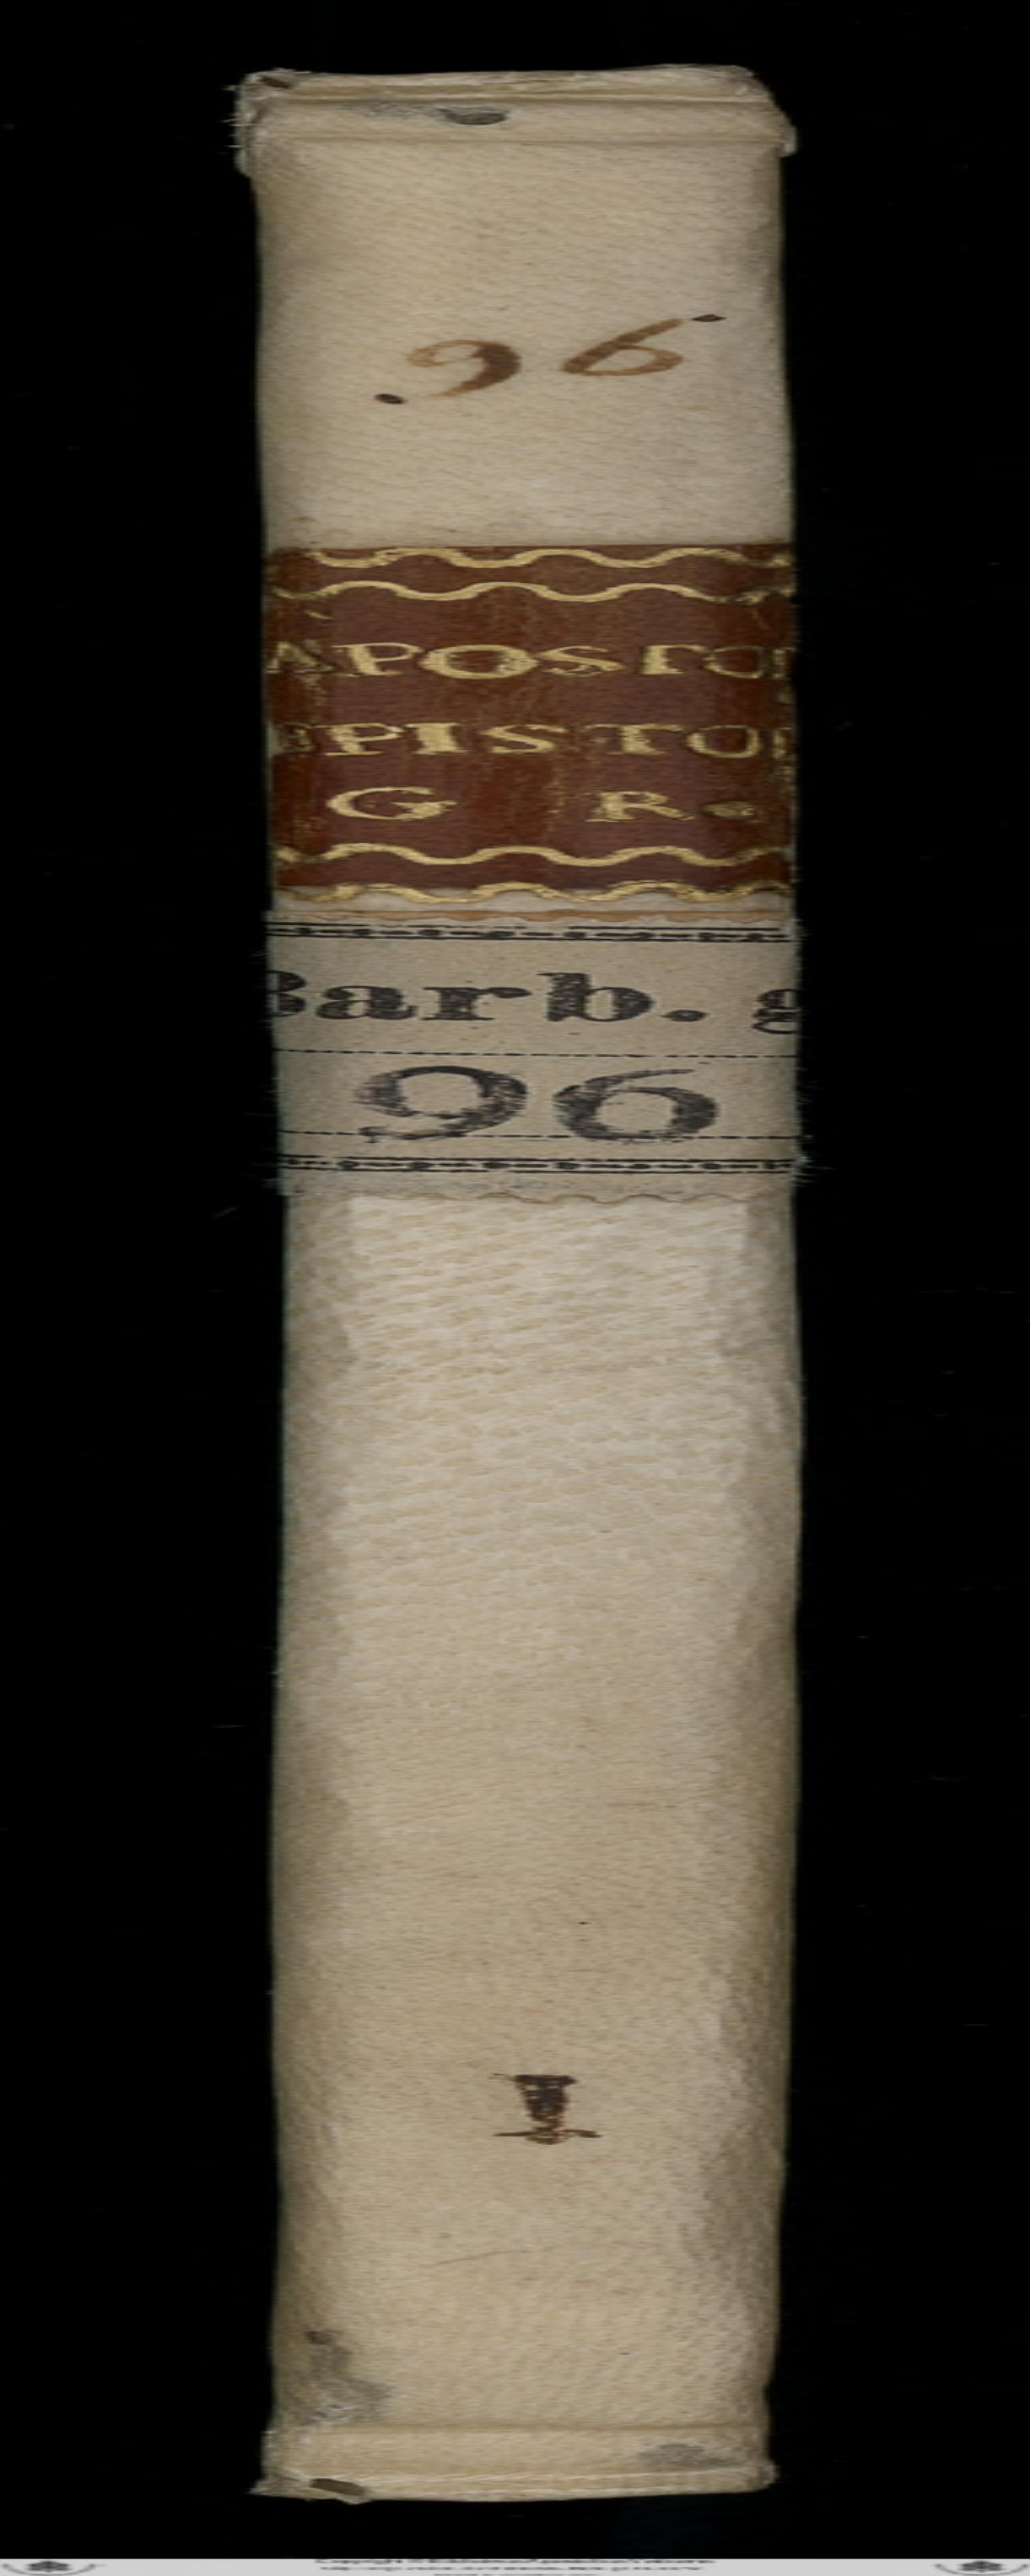 96
APOSTO
EPISTO
G R.
Barb. g
96
I